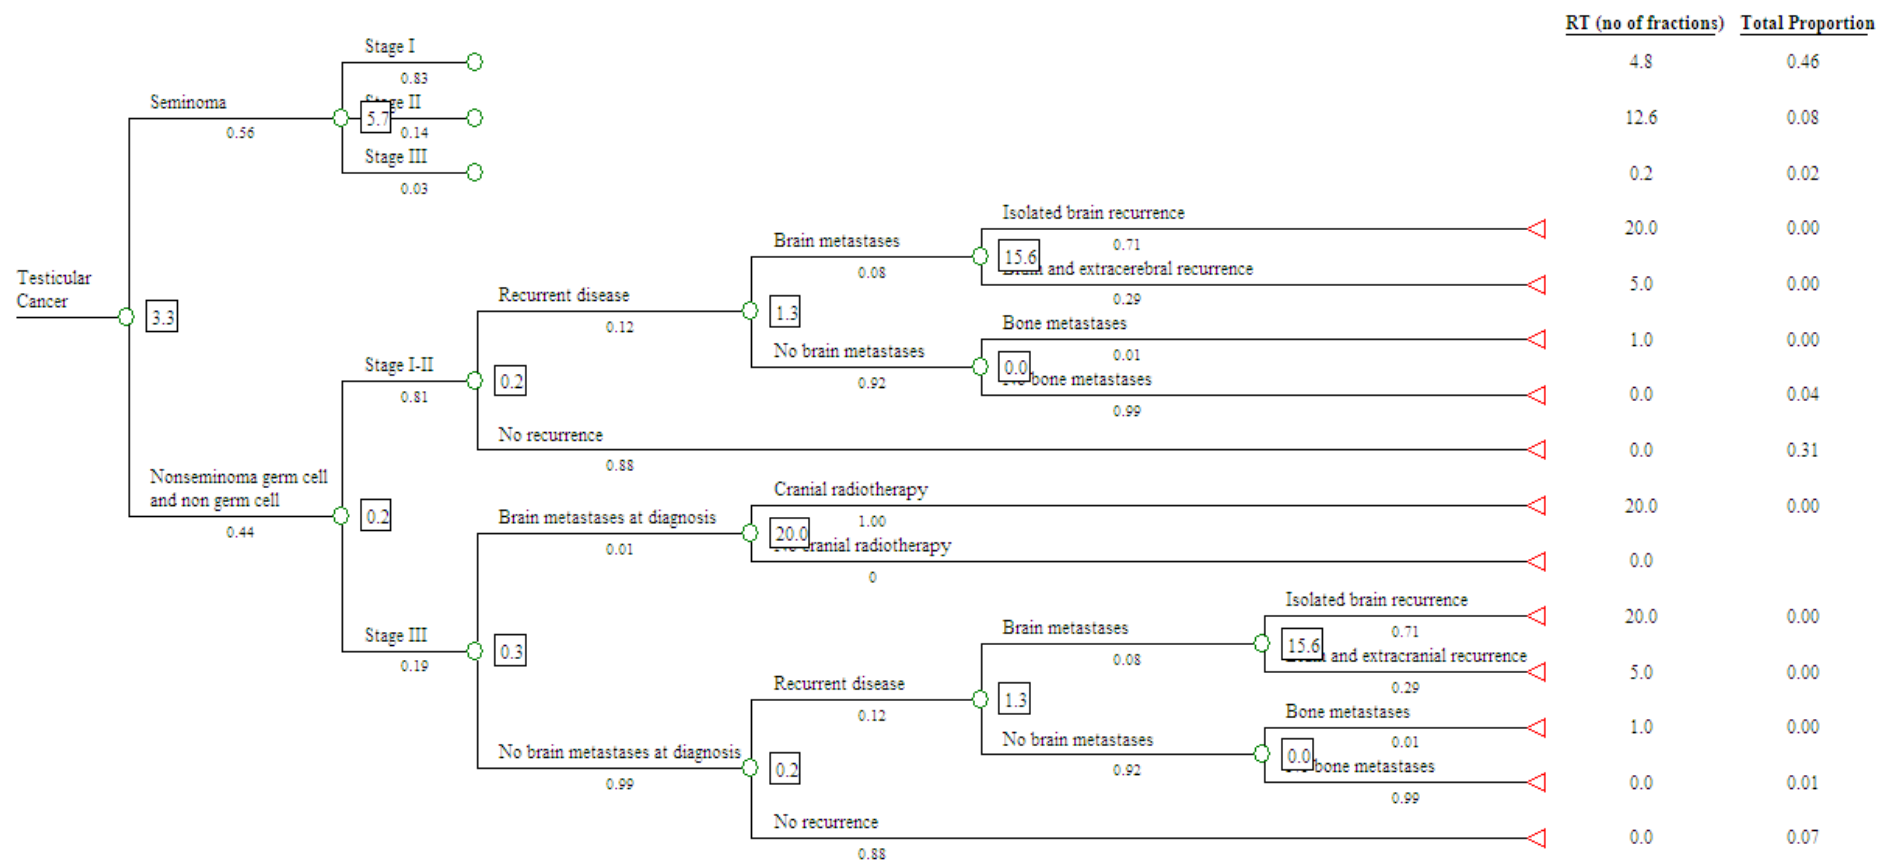 RT (no of fractions) Total Proportion
Stage I
0.83
4.8 0.46
Seminoma
0.56
5.7
Stage II
0.14
12.6 0.08
Stage III
0.03
0.2 0.02
Isolated brain recurrence
0.71
20.0 0.00
Brain metastases
0.08
15.6
and extracerebral recurrence
0.29
5.0 0.00
Testicular
Cancer
3.3
Recurrent disease
0.12
1.3
Bone metastases
0.01
1.0 0.00
No brain metastases
0.92
0.0
bone metastases
0.99
0.0 0.04
Stage I-II
0.81
0.2
No recurrence
0.88
0.0 0.31
Nonseminoma germ cell
and non germ cell
0.44
0.2
Cranial radiotherapy
1.00
20.0 0.00
Brain metastases at diagnosis
0.01
20.0
cranial radiotherapy
0
0.0
Isolated brain recurrence
0.71
20.0 0.00
Stage III
0.19
0.3
Brain metastases
0.08
15.6
and extracranial recurrence
0.29
5.0 0.00
Recurrent disease
0.12
1.3
Bone metastases
0.01
1.0 0.00
No brain metastases
0.92
0.0
bone metastases
0.99
0.0 0.01
No brain metastases at diagnosis
0.99
0.2
No recurrence
0.88
0.0 0.07